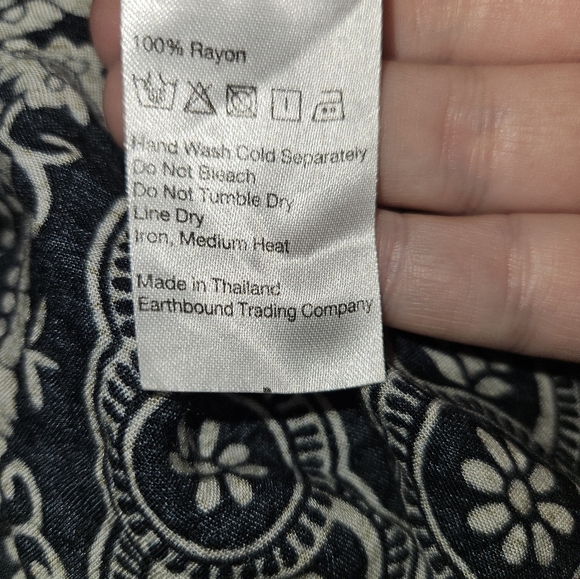 100% Rayon
Hand Wash Cold Separately
Do Not Bleach
Do Not Tumble Dry
Line Dry
Iron, Medium Heat
Made in Thailand
Earthbound Trading Company